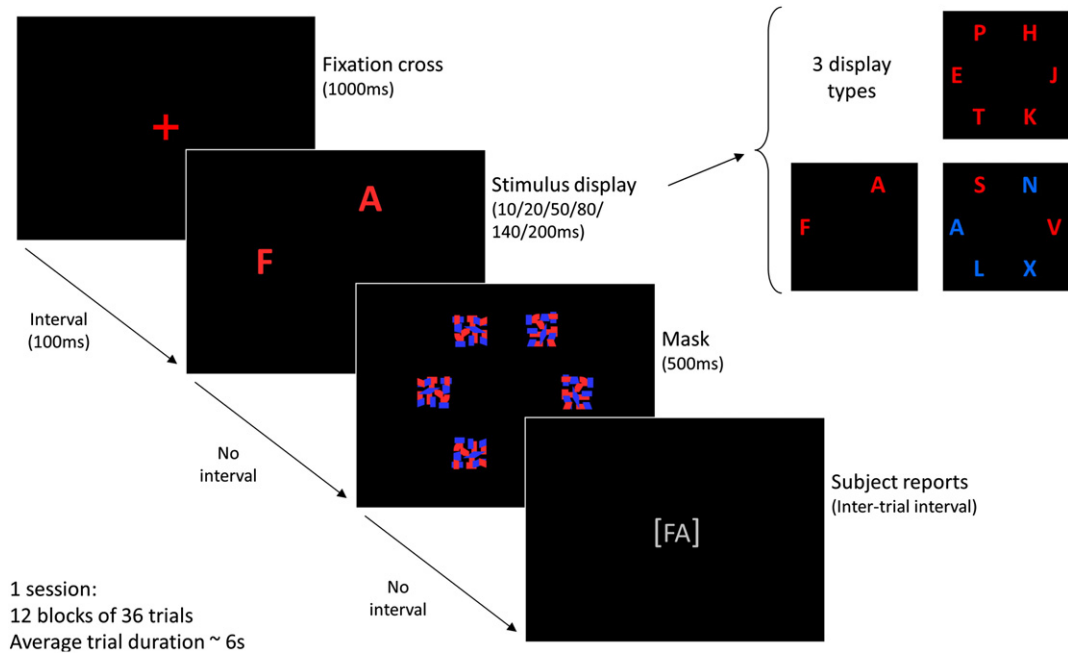 Fixation cross
(1000ms)
+
Stimulus display
(10/20/50/80/
140/200ms)
A
F
Mask
(500ms)
Subject reports
(Inter-trial interval)
[FA]
Interval
(100ms)
No
interval
No
interval
3 display
types
P H
E J
T K
A
F
S N
A V
L X
1 session:
12 blocks of 36 trials
Average trial duration ~ 6s